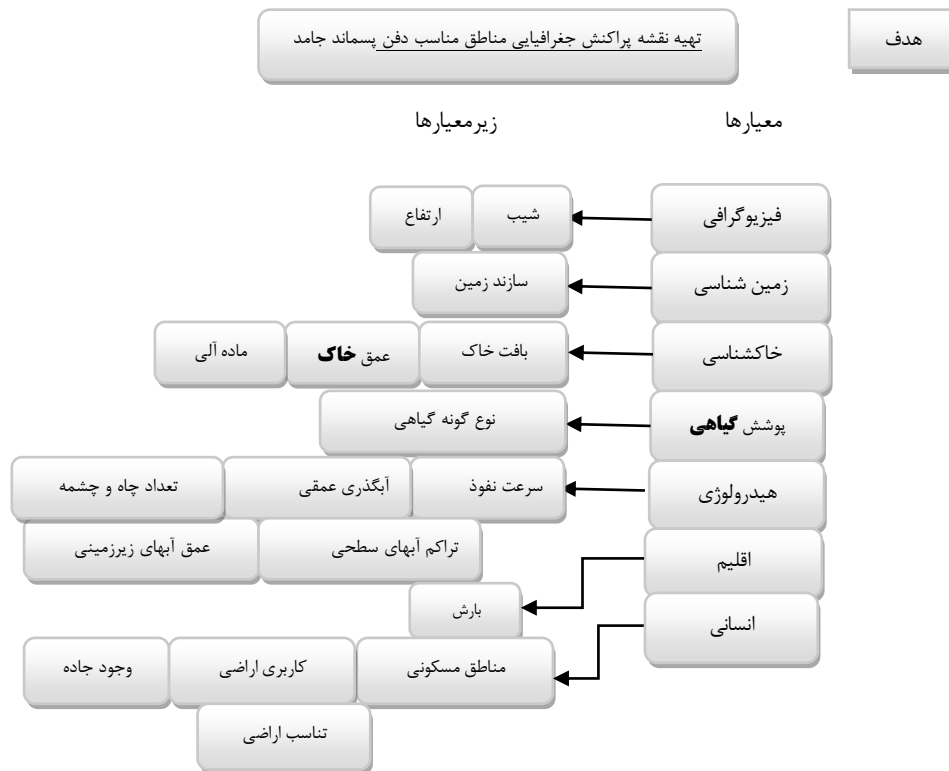 هدف
تهیه نقشه پراکنش جغرافیایی مناطق مناسب دفن پسماند جامد
معیارها
زیرمعیارها
فیزیوگرافی
شیب
ارتفاع
زمین شناسی
سازند زمین
خاکشناسی
بافت خاک
عمق خاک
ماده آلی
پوشش گیاهی
نوع گونه گیاهی
هیدرولوژی
سرعت نفوذ
آبگذری عمقی
تعداد چاه و چشمه
تراکم آبهای سطحی
عمق آبهای زیرزمینی
اقلیم
بارش
انسانی
مناطق مسکونی
کاربری اراضی
وجود جاده
تناسب اراضی